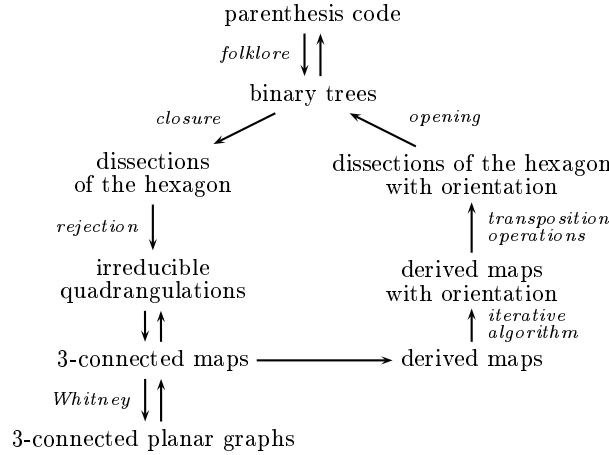 parenthesis code
folklore
binary trees
closure
opening
dissections
of the hexagon
dissections of the hexagon
with orientation
rejection
transposition
operations
irreducible
quadrangulations
derived maps
with orientation
iterative
algorithm
3-connected maps
derived maps
Whitney
3-connected planar graphs